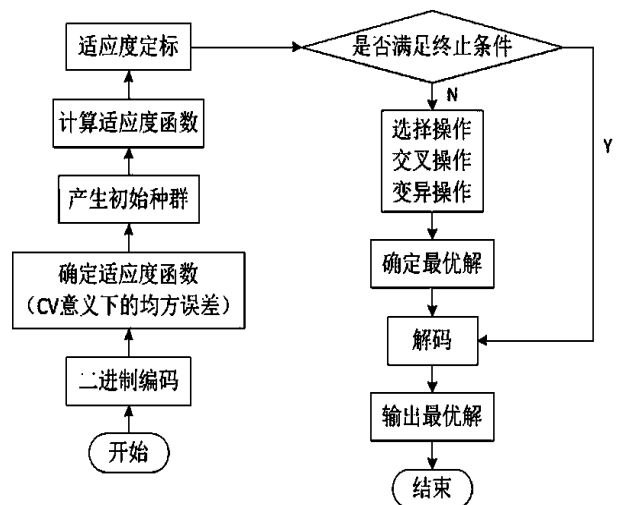 适应度定标
是否满足终止条件
N
Y
计算适应度函数
选择操作
交叉操作
变异操作
产生初始种群
确定最优解
确定适应度函数
（CV意义下的均方误差）
解码
二进制编码
输出最优解
开始
结束